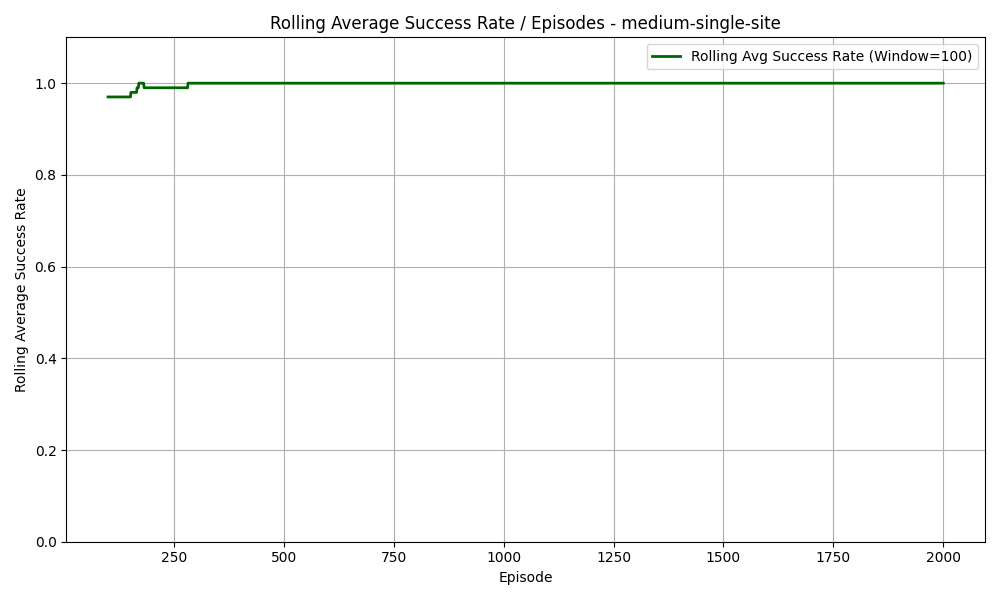 Rolling Average Success Rate / Episodes - medium-single-site
Rolling Avg Success Rate (Window=100)
Rolling Average Success Rate
1.0
0.8
0.6
0.4
0.2
0.0
250 500 750 1000 1250 1500 1750 2000
Episode